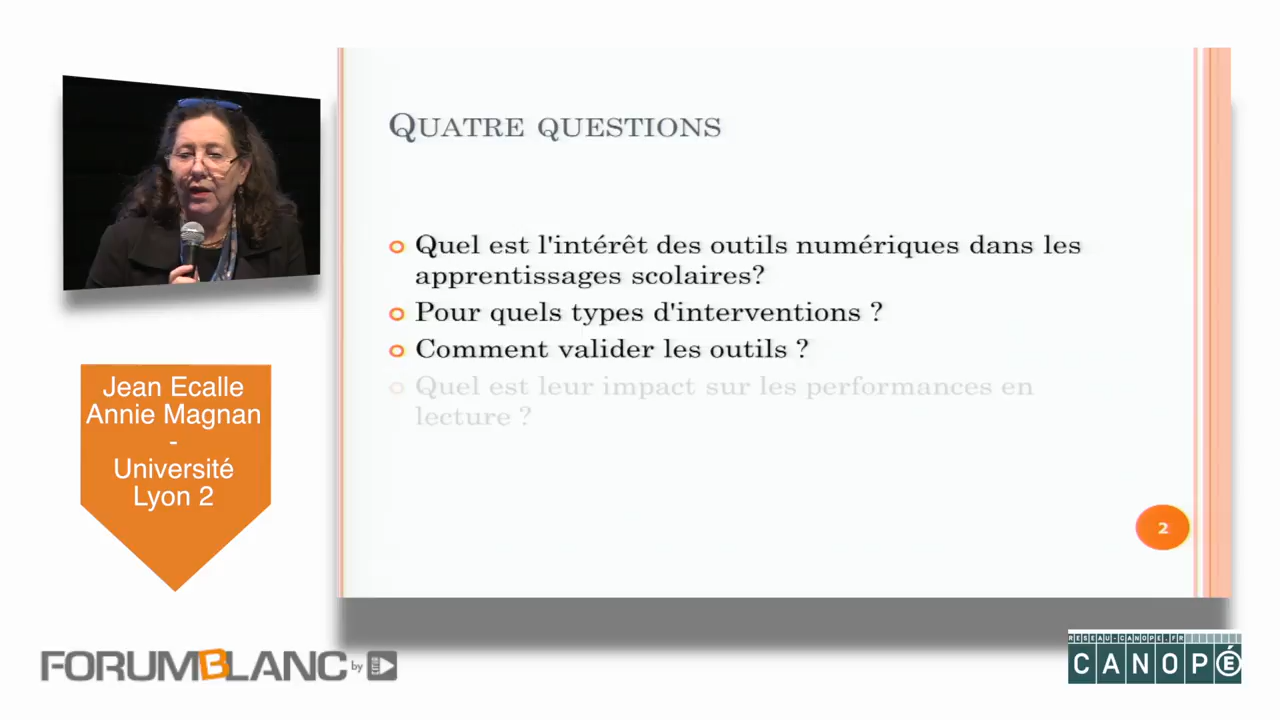 QUATRE QUESTIONS
Quel est l'intérêt des outils numériques dans les
apprentissages scolaires?
Pour quels types d'interventions ?
Comment valider les outils ?
Quel est leur impact sur les performances en
lecture ?
2
Jean Ecalle
Annie Magnan
-
Université
Lyon 2
FORUMBLANC by
RESEAU-CANOPE.FR
CANOPÉ